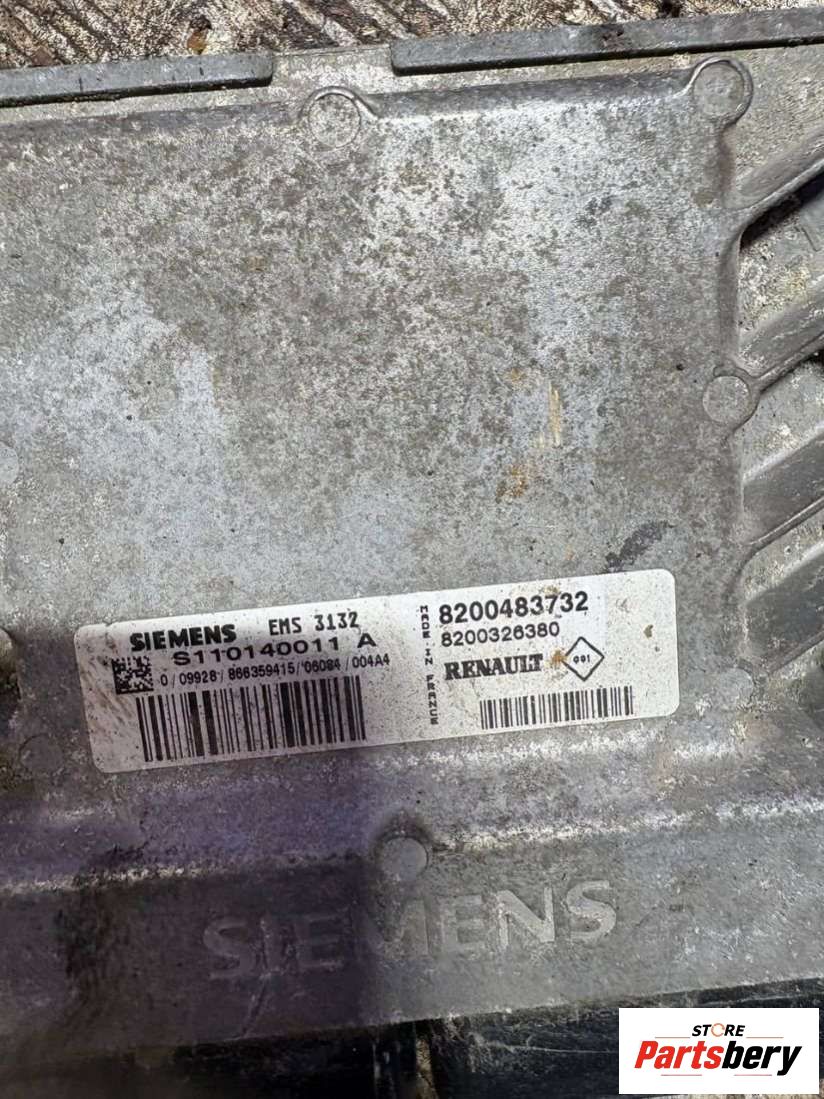 SIEMENS EMS 3132
S110140011 A
0 / 09928 / 866359415 / 06084 / 004A4
MADE IN FRANCE
8200483732
8200326380
RENAULT 001
SIEMENS
STORE
Partsbery